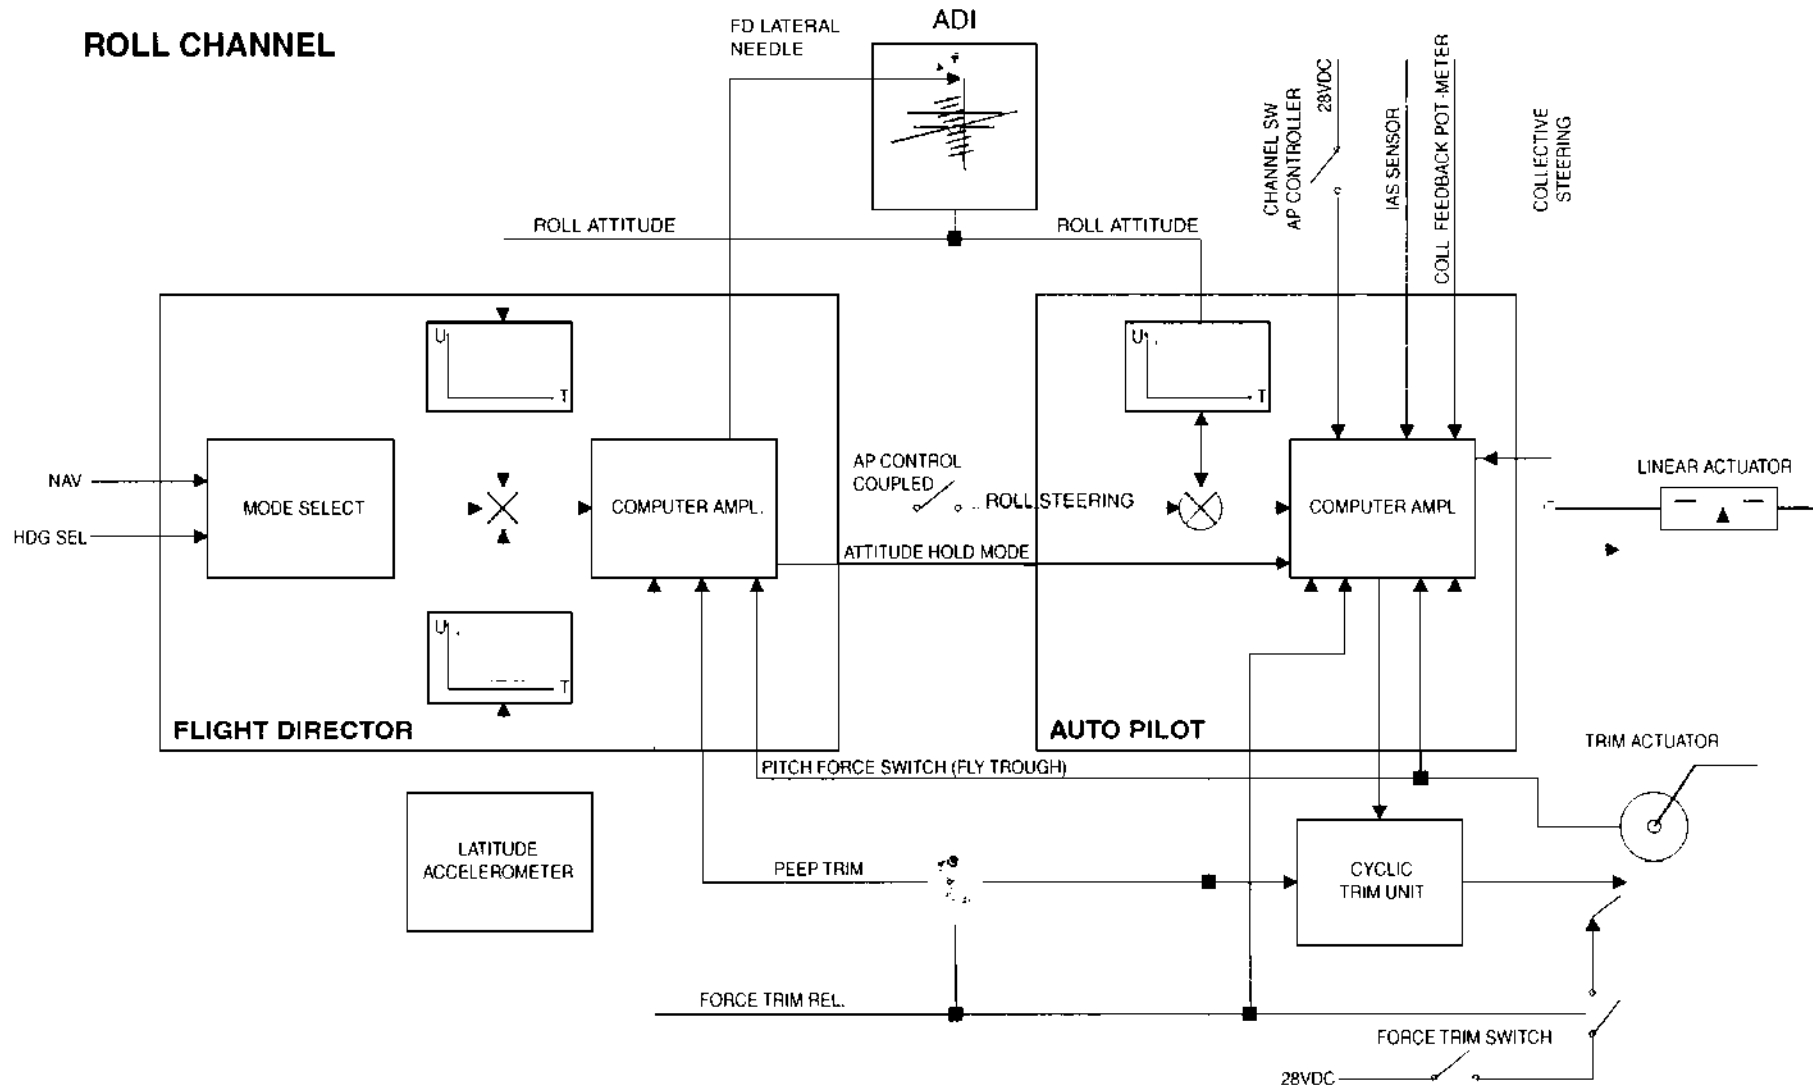 ROLL CHANNEL
FD LATERAL
NEEDLE
ADI
CHANNEL SW
AP CONTROLLER
28VDC
IAS SENSOR
COLL FEEDBACK POT-METER
COLLECTIVE
STEERING
ROLL ATTITUDE
ROLL ATTITUDE
U
T
U
T
NAV
HDG SEL
MODE SELECT
COMPUTER AMPL.
AP CONTROL
COUPLED
ROLL STEERING
COMPUTER AMPL
LINEAR ACTUATOR
ATTITUDE HOLD MODE
U
T
FLIGHT DIRECTOR
AUTO PILOT
TRIM ACTUATOR
PITCH FORCE SWITCH (FLY TROUGH)
LATITUDE
ACCELEROMETER
PEEP TRIM
CYCLIC
TRIM UNIT
FORCE TRIM REL.
FORCE TRIM SWITCH
28VDC